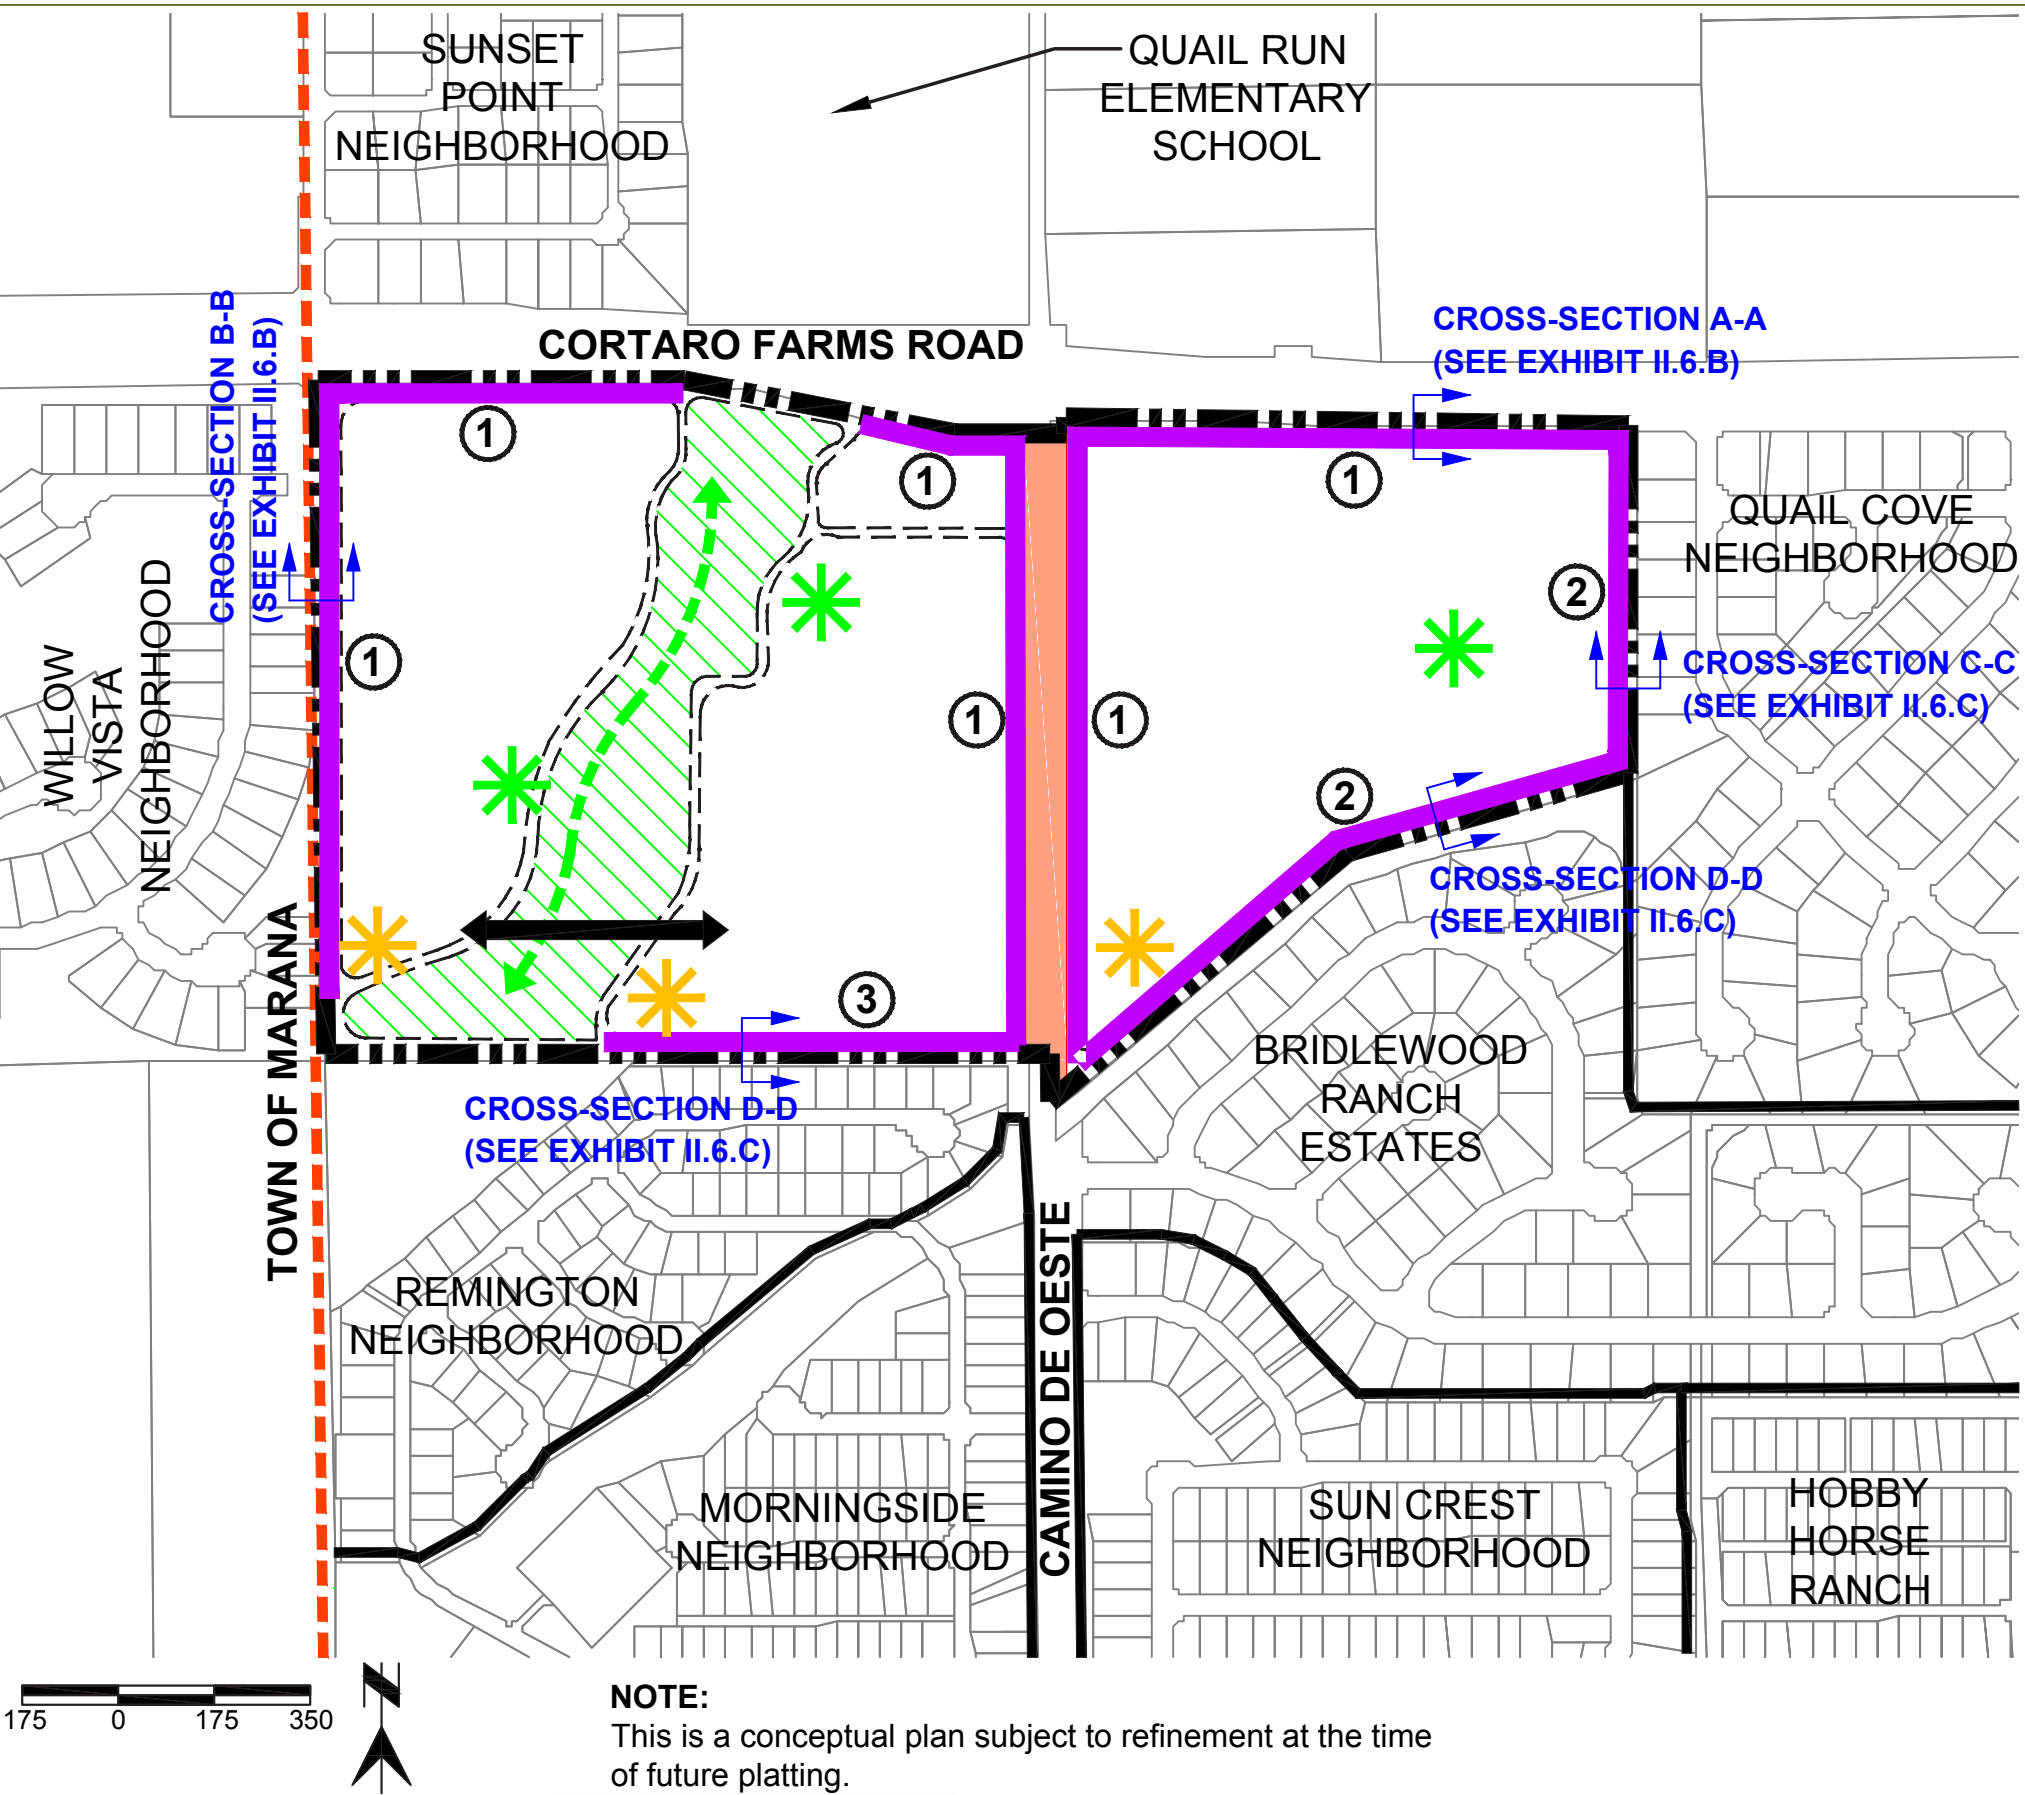 SUNSET
POINT
NEIGHBORHOOD
QUAIL RUN
ELEMENTARY
SCHOOL
CORTARO FARMS ROAD
CROSS-SECTION A-A
(SEE EXHIBIT II.6.B)
CROSS-SECTION B-B
(SEE EXHIBIT III.6.B)
1
1
1
QUAIL COVE
NEIGHBORHOOD
2
WILLOW
VISTA
NEIGHBORHOOD
1
CROSS-SECTION C-C
(SEE EXHIBIT II.6.C)
1
1
2
CROSS-SECTION D-D
(SEE EXHIBIT II.6.C)
TOWN OF MARANA
3
BRIDLEWOOD
RANCH
ESTATES
CROSS-SECTION D-D
(SEE EXHIBIT II.6.C)
CAMINO DE OESTE
REMINGTON
NEIGHBORHOOD
MORNINGSIDE
NEIGHBORHOOD
SUN CREST
NEIGHBORHOOD
HOBBY
HORSE
RANCH
175 0 175 350
N
NOTE:
This is a conceptual plan subject to refinement at the time
of future platting.